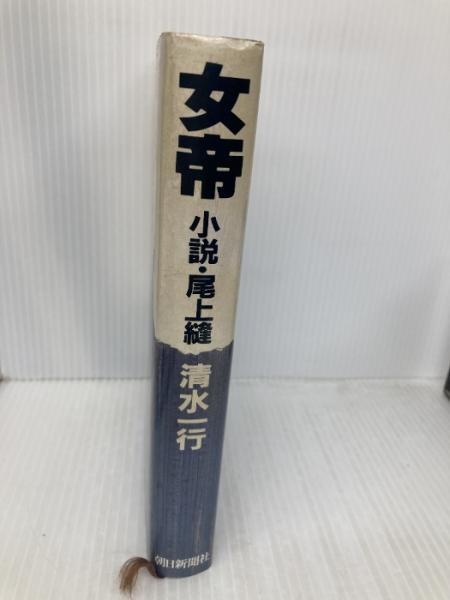 女帝
小説・尾上縫
清水一行
朝日新聞社